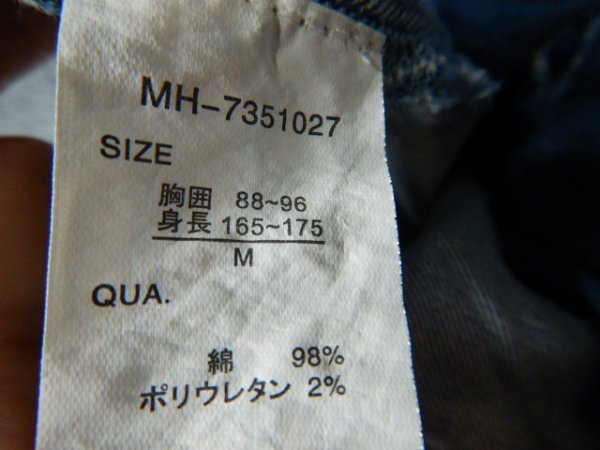 MH-7351027
SIZE
胸囲 88~96
身長 165~175
M
QUA.
綿 98%
ポリウレタン 2%